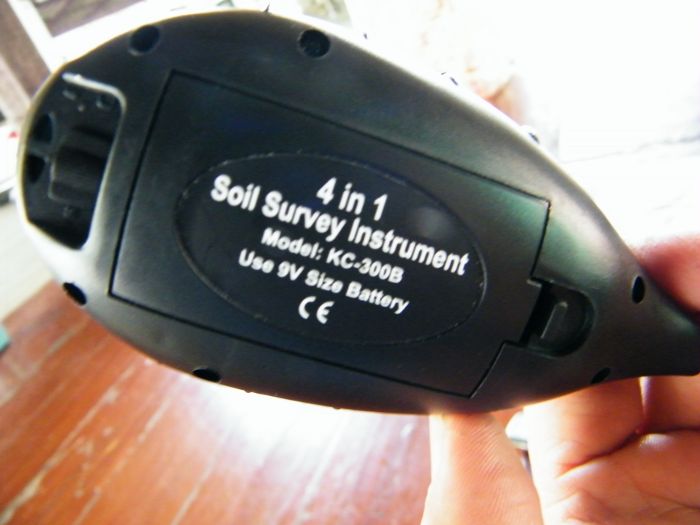 4 in 1
Soil Survey Instrument
Model: KC-300B
Use 9V Size Battery
CE